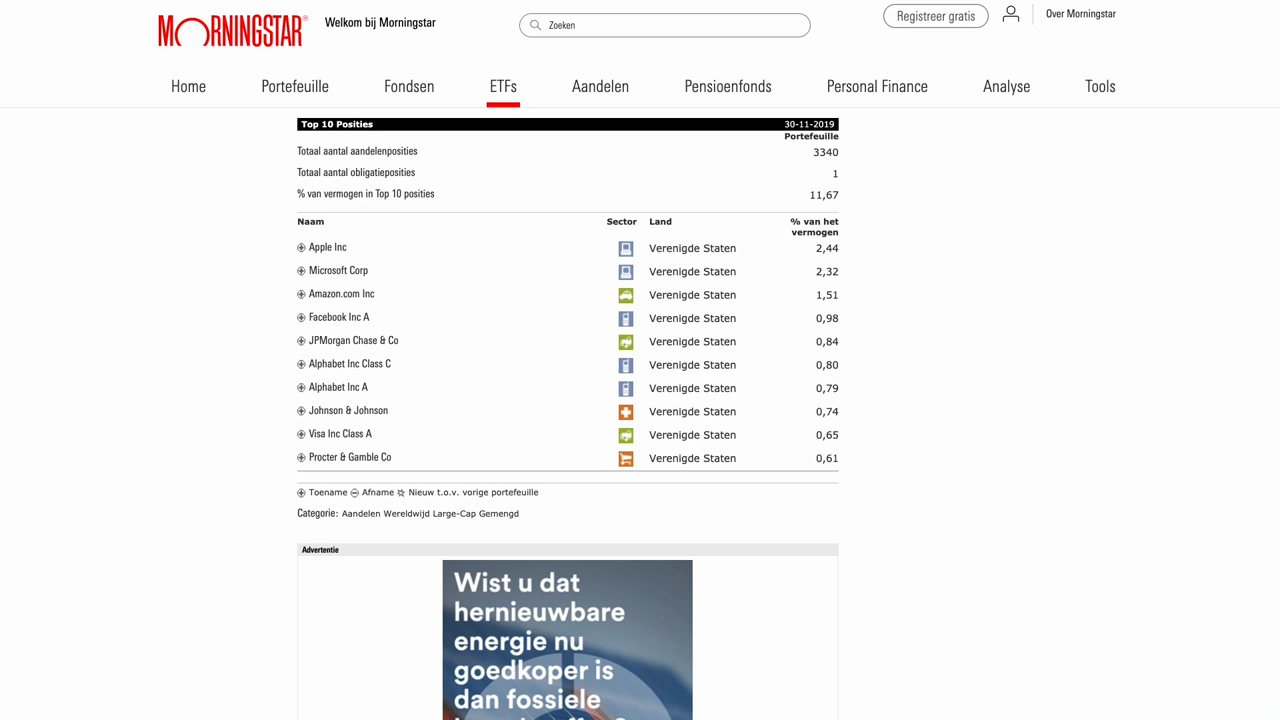 MORNINGSTAR®
Welkom bij Morningstar
Zoeken
Registreer gratis
Over Morningstar
Home Portefeuille Fondsen ETFs Aandelen Pensioenfonds Personal Finance Analyse Tools
Top 10 Posities 30-11-2019
Portefeuille
Totaal aantal aandelenposities 3340
Totaal aantal obligatieposities 1
% van vermogen in Top 10 posities 11,67
Naam Sector Land % van het vermogen
Apple Inc Verenigde Staten 2,44
Microsoft Corp Verenigde Staten 2,32
Amazon.com Inc Verenigde Staten 1,51
Facebook Inc A Verenigde Staten 0,98
JPMorgan Chase & Co Verenigde Staten 0,84
Alphabet Inc Class C Verenigde Staten 0,80
Alphabet Inc A Verenigde Staten 0,79
Johnson & Johnson Verenigde Staten 0,74
Visa Inc Class A Verenigde Staten 0,65
Procter & Gamble Co Verenigde Staten 0,61
Toename Afname Nieuw t.o.v. vorige portefeuille
Categorie: Aandelen Wereldwijd Large-Cap Gemengd
Advertentie
Wist u dat
hernieuwbare
energie nu
goedkoper is
dan fossiele